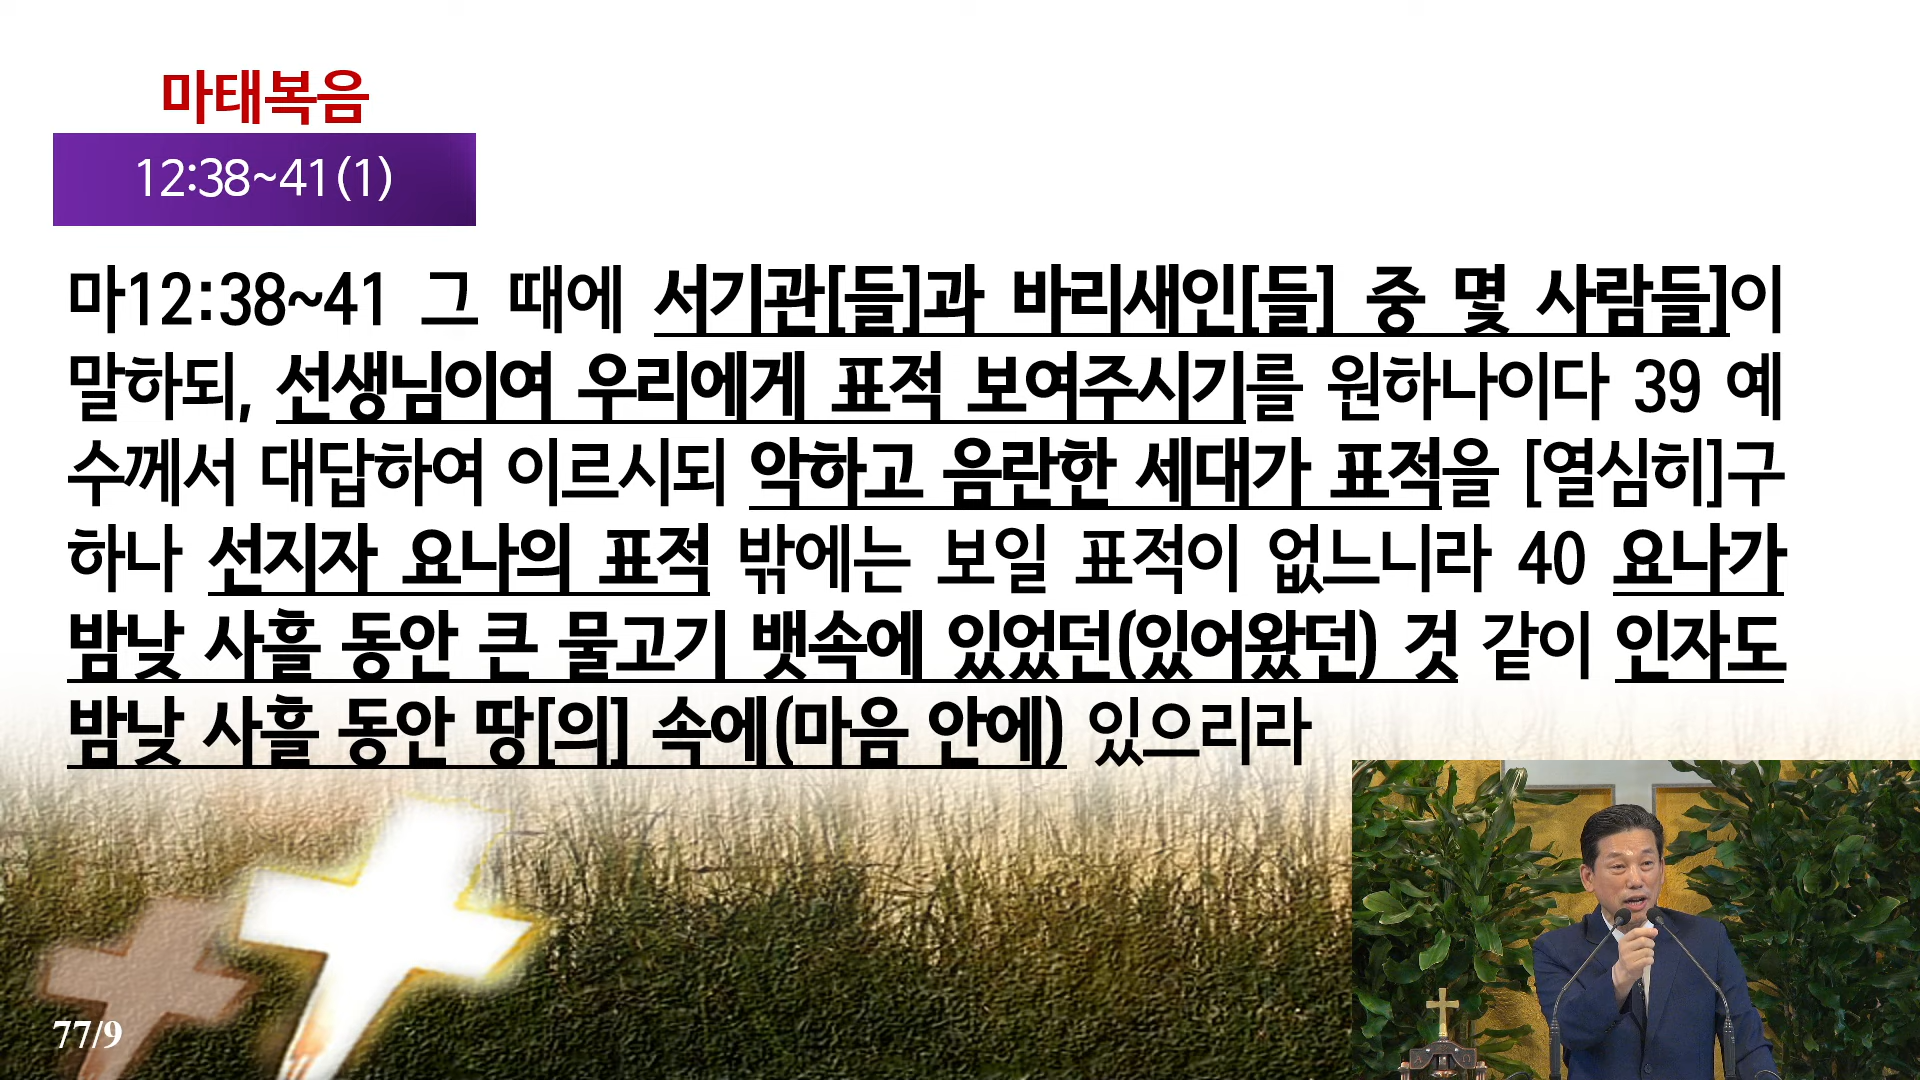 마태복음
12:38~41(1)
마12:38~41 그 때에 서기관[들]과 바리새인[들] 중 몇 사람들]이
말하되, 선생님이여 우리에게 표적 보여주시기를 원하나이다 39 예
수께서 대답하여 이르시되 악하고 음란한 세대가 표적을 [열심히]구
하나 선지자 요나의 표적 밖에는 보일 표적이 없느니라 40 요나가
밤낮 사흘 동안 큰 물고기 뱃속에 있었던(있어왔던) 것 같이 인자도
밤낮 사흘 동안 땅[의] 속에(마음 안에) 있으리라
77/9
Α Ω